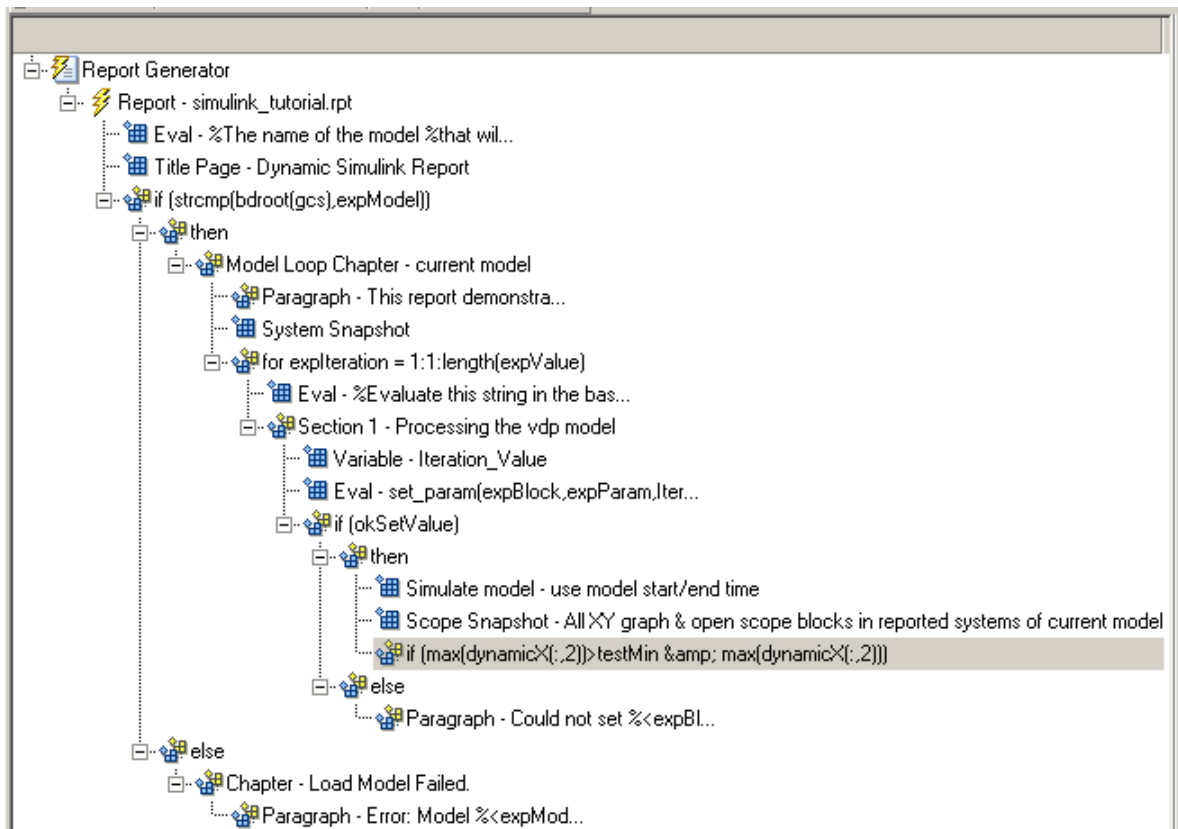 Report Generator
Report - simulink_tutorial.rpt
Eval - %The name of the model %that wil...
Title Page - Dynamic Simulink Report
if (strcmp(bdroot(gcs),expModel))
then
Model Loop Chapter - current model
Paragraph - This report demonstra...
System Snapshot
for expIteration = 1:1:length(expValue)
Eval - %Evaluate this string in the bas...
Section 1 - Processing the vdp model
Variable - Iteration_Value
Eval - set_param(expBlock,expParam,Iter...
if (okSetValue)
then
Simulate model - use model start/end time
Scope Snapshot - All XY graph & open scope blocks in reported systems of current model
if (max(dynamicX(:,2))>testMin &amp; max(dynamicX(:,2)))
else
Paragraph - Could not set %<expBl...
else
Chapter - Load Model Failed.
Paragraph - Error: Model %<expMod...